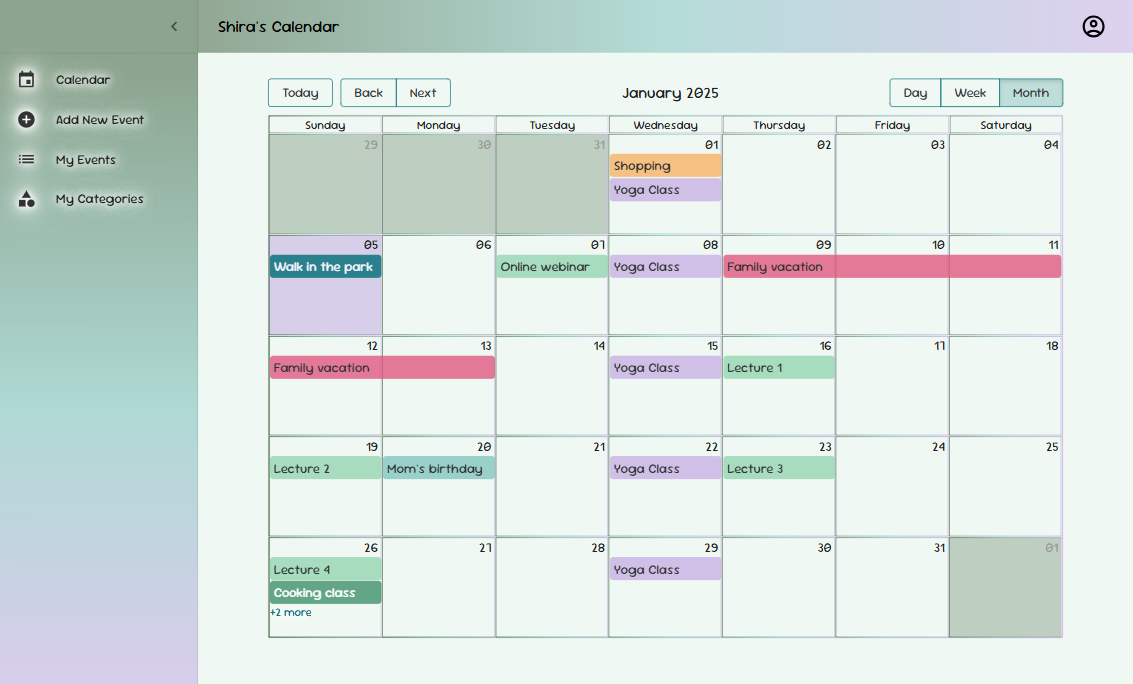 Shira's Calendar
Calendar
Add New Event
My Events
My Categories
Today Back Next January 2025 Day Week Month
Sunday Monday Tuesday Wednesday Thursday Friday Saturday
29 30 31 01 02 03 04
Shopping
Yoga Class
05 06 07 08 09 10 11
Walk in the park Online webinar Yoga Class Family vacation
12 13 14 15 16 17 18
Family vacation Yoga Class Lecture 1
19 20 21 22 23 24 25
Lecture 2 Mom's birthday Yoga Class Lecture 3
26 27 28 29 30 31 01
Lecture 4 Yoga Class
Cooking class
+2 more